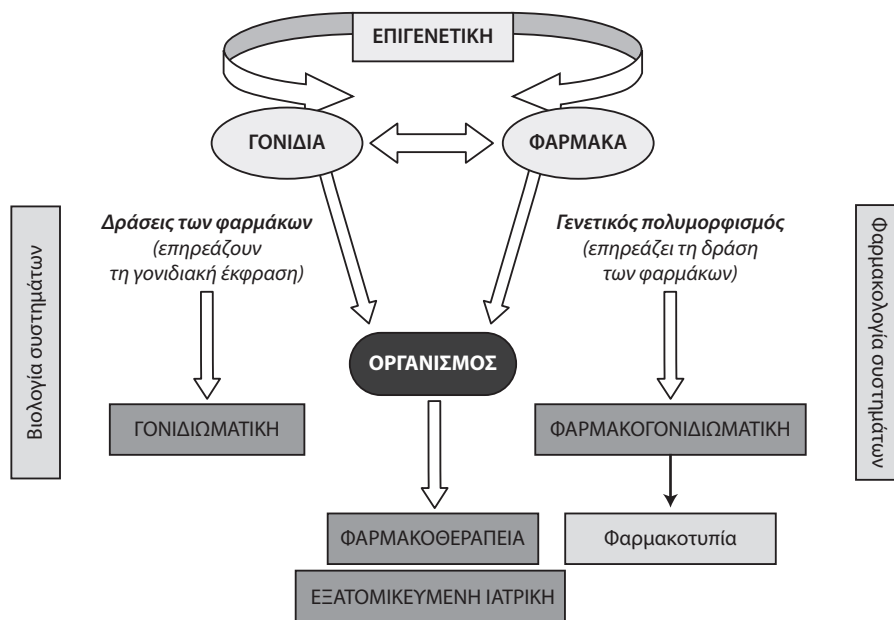 ΕΠΙΓΕΝΕΤΙΚΗ
ΓΟΝΙΔΙΑ
ΦΑΡΜΑΚΑ
Βιολογία συστημάτων
Δράσεις των φαρμάκων
(επηρεάζουν
τη γονιδιακή έκφραση)
Γενετικός πολυμορφισμός
(επηρεάζει τη δράση
των φαρμάκων)
Φαρμακολογία συστημάτων
ΟΡΓΑΝΙΣΜΟΣ
ΓΟΝΙΔΙΩΜΑΤΙΚΗ
ΦΑΡΜΑΚΟΓΟΝΙΔΙΩΜΑΤΙΚΗ
ΦΑΡΜΑΚΟΘΕΡΑΠΕΙΑ
Φαρμακοτυπία
ΕΞΑΤΟΜΙΚΕΥΜΕΝΗ ΙΑΤΡΙΚΗ